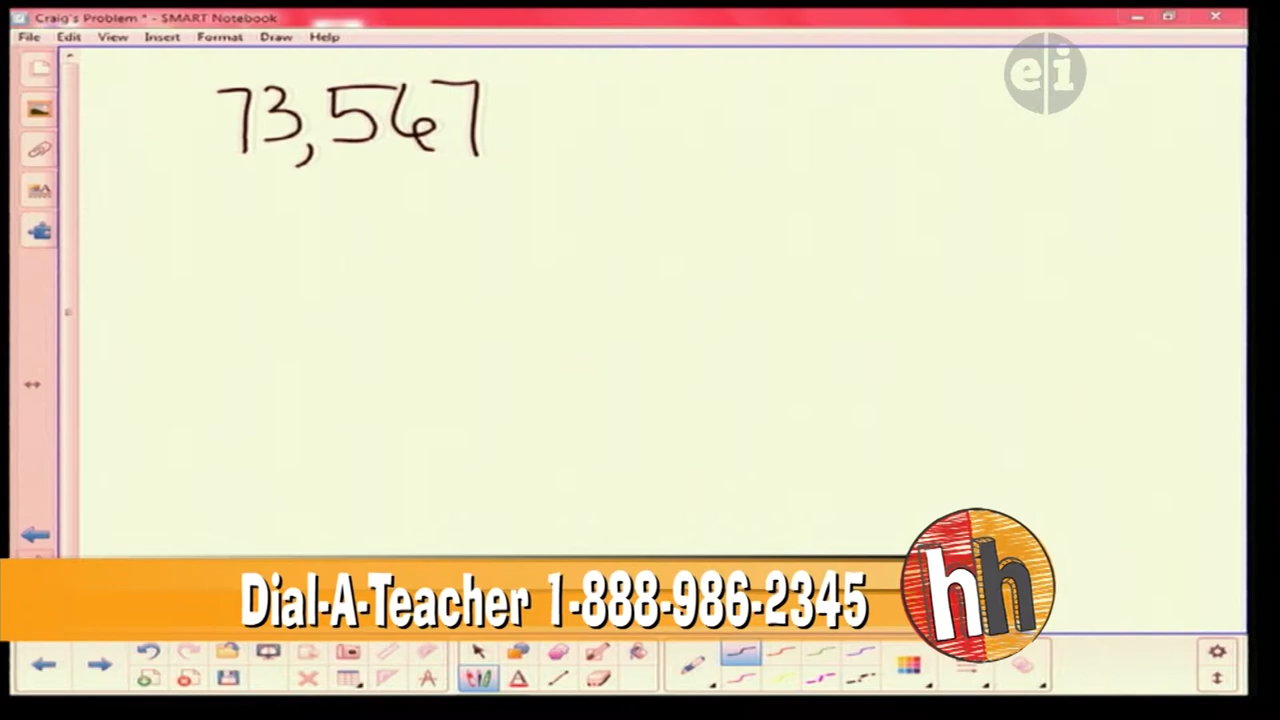 Craig's Problem * - SMART Notebook
File Edit View Insert Format Draw Help
ei
73,567
Dial-A-Teacher 1-888-986-2345
hh